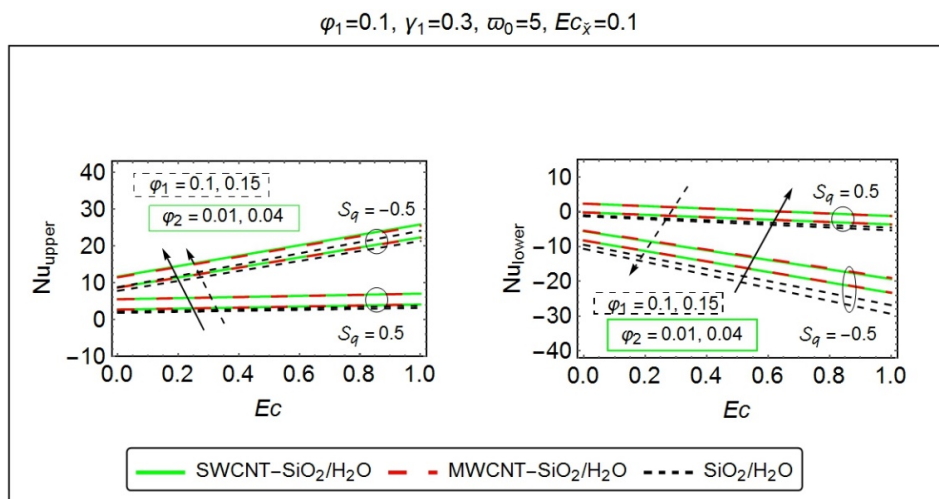 φ₁=0.1, γ₁=0.3, ϖ₀=5, Ec_x̌=0.1
Nu_upper
40
30
20
10
0
−10
φ₁ = 0.1, 0.15
φ₂ = 0.01, 0.04
S_q = −0.5
S_q = 0.5
0.0 0.2 0.4 0.6 0.8 1.0
Ec
Nu_lower
10
0
−10
−20
−30
−40
S_q = 0.5
φ₁ = 0.1, 0.15
φ₂ = 0.01, 0.04
S_q = −0.5
0.0 0.2 0.4 0.6 0.8 1.0
Ec
SWCNT−SiO₂/H₂O MWCNT−SiO₂/H₂O SiO₂/H₂O